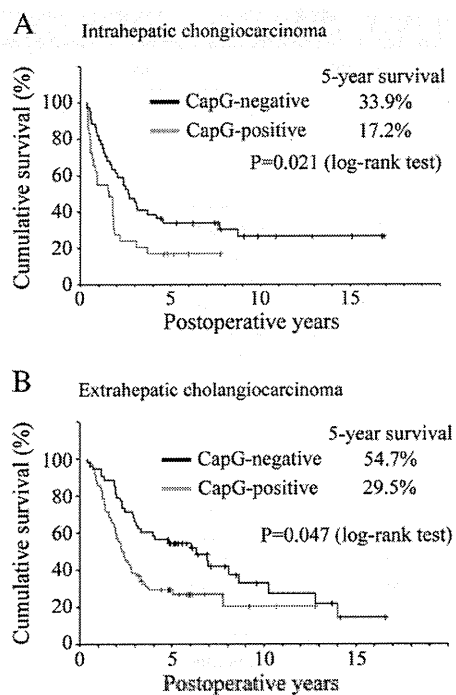 A
Intrahepatic chongiocarcinoma
Cumulative survival (%)
100
80
60
40
20
0
5-year survival
CapG-negative 33.9%
CapG-positive 17.2%
P=0.021 (log-rank test)
0 5 10 15
Postoperative years
B
Extrahepatic cholangiocarcinoma
Cumulative survival (%)
100
80
60
40
20
0
5-year survival
CapG-negative 54.7%
CapG-positive 29.5%
P=0.047 (log-rank test)
0 5 10 15
Postoperative years